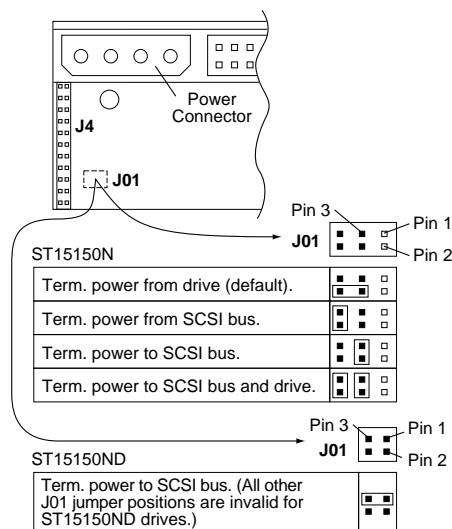 Power
Connector
J4
J01
Pin 3
Pin 1
J01
Pin 2
ST15150N
Term. power from drive (default).
Term. power from SCSI bus.
Term. power to SCSI bus.
Term. power to SCSI bus and drive.
Pin 3
Pin 1
J01
Pin 2
ST15150ND
Term. power to SCSI bus. (All other
J01 jumper positions are invalid for
ST15150ND drives.)